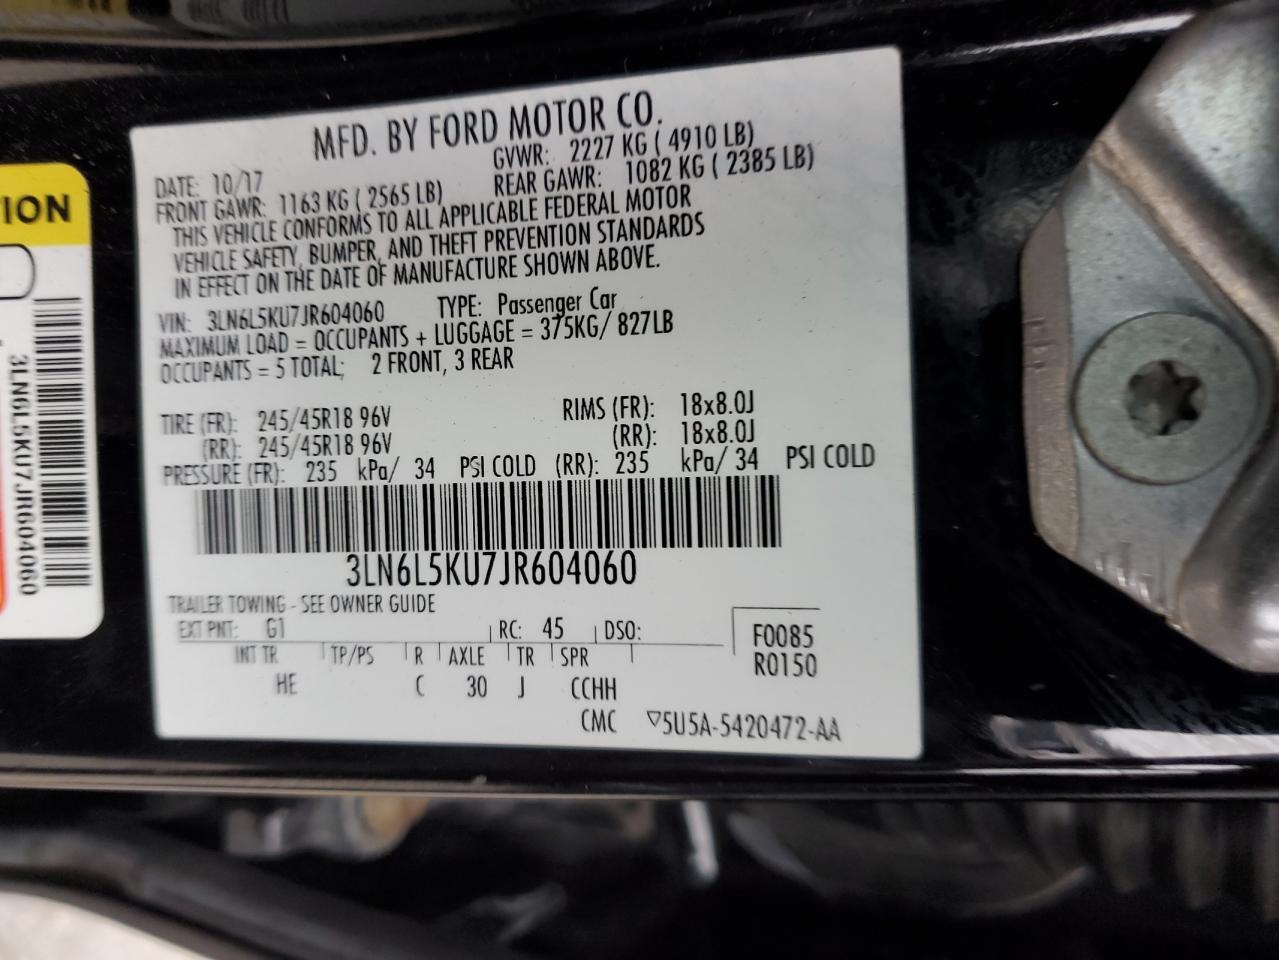 MFD. BY FORD MOTOR CO.
DATE: 10/17 GVWR: 2227 KG ( 4910 LB)
FRONT GAWR: 1163 KG ( 2565 LB) REAR GAWR: 1082 KG ( 2385 LB)
THIS VEHICLE CONFORMS TO ALL APPLICABLE FEDERAL MOTOR
VEHICLE SAFETY, BUMPER, AND THEFT PREVENTION STANDARDS
IN EFFECT ON THE DATE OF MANUFACTURE SHOWN ABOVE.
VIN: 3LN6L5KU7JR604060 TYPE: Passenger Car
MAXIMUM LOAD = OCCUPANTS + LUGGAGE = 375KG/ 827LB
OCCUPANTS = 5 TOTAL; 2 FRONT, 3 REAR
TIRE (FR): 245/45R18 96V RIMS (FR): 18x8.0J
(RR): 245/45R18 96V (RR): 18x8.0J
PRESSURE (FR): 235 kPa/ 34 PSI COLD (RR): 235 kPa/ 34 PSI COLD
3LN6L5KU7JR604060
TRAILER TOWING - SEE OWNER GUIDE
EXT PNT: G1 RC: 45 DSO: F0085
INT TR TP/PS R AXLE TR SPR R0150
HE C 30 J CCHH
CMC ▽5U5A-5420472-AA
ION
3LN6L5KU7JR604060